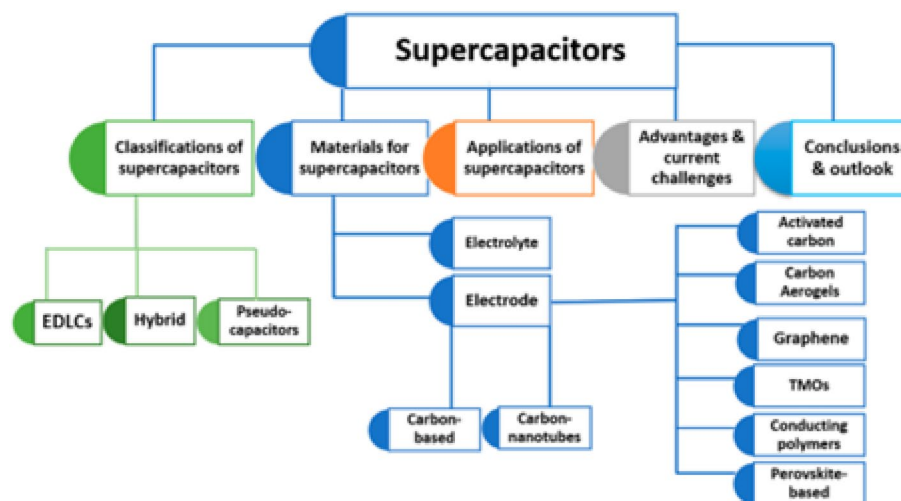 Supercapacitors
Classifications of
supercapacitors
Materials for
supercapacitors
Applications of
supercapacitors
Advantages &
current
challenges
Conclusions
& outlook
Electrolyte
Electrode
Activated
carbon
Carbon
Aerogels
Graphene
TMOs
Conducting
polymers
Perovskite-
based
EDLCs
Hybrid
Pseudo-
capacitors
Carbon-
based
Carbon-
nanotubes